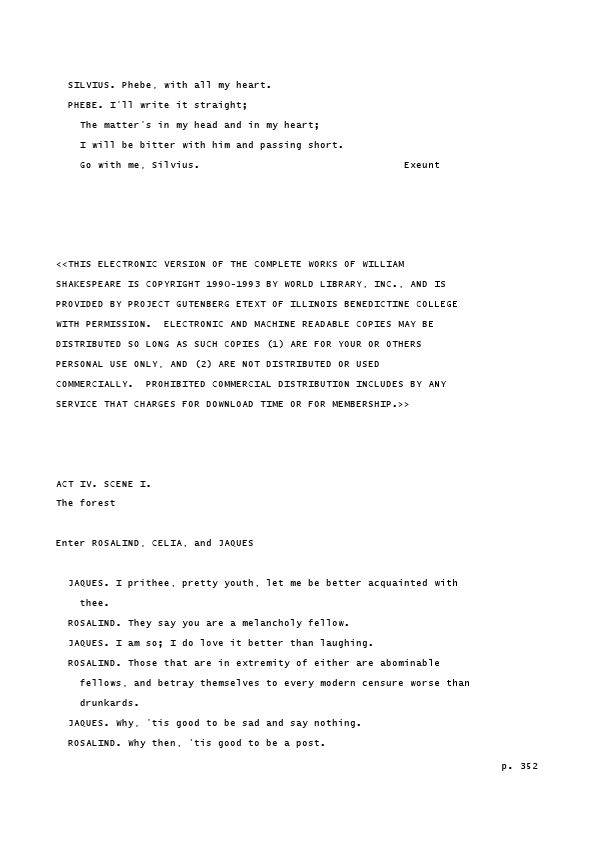 SILVIUS. Phebe, with all my heart.
PHEBE. I'll write it straight;
The matter's in my head and in my heart;
I will be bitter with him and passing short.
Go with me, Silvius. Exeunt
<<THIS ELECTRONIC VERSION OF THE COMPLETE WORKS OF WILLIAM
SHAKESPEARE IS COPYRIGHT 1990-1993 BY WORLD LIBRARY, INC., AND IS
PROVIDED BY PROJECT GUTENBERG ETEXT OF ILLINOIS BENEDICTINE COLLEGE
WITH PERMISSION.  ELECTRONIC AND MACHINE READABLE COPIES MAY BE
DISTRIBUTED SO LONG AS SUCH COPIES (1) ARE FOR YOUR OR OTHERS
PERSONAL USE ONLY, AND (2) ARE NOT DISTRIBUTED OR USED
COMMERCIALLY.  PROHIBITED COMMERCIAL DISTRIBUTION INCLUDES BY ANY
SERVICE THAT CHARGES FOR DOWNLOAD TIME OR FOR MEMBERSHIP.>>
ACT IV. SCENE I.
The forest
Enter ROSALIND, CELIA, and JAQUES
JAQUES. I prithee, pretty youth, let me be better acquainted with
thee.
ROSALIND. They say you are a melancholy fellow.
JAQUES. I am so; I do love it better than laughing.
ROSALIND. Those that are in extremity of either are abominable
fellows, and betray themselves to every modern censure worse than
drunkards.
JAQUES. Why, 'tis good to be sad and say nothing.
ROSALIND. Why then, 'tis good to be a post.
p. 352